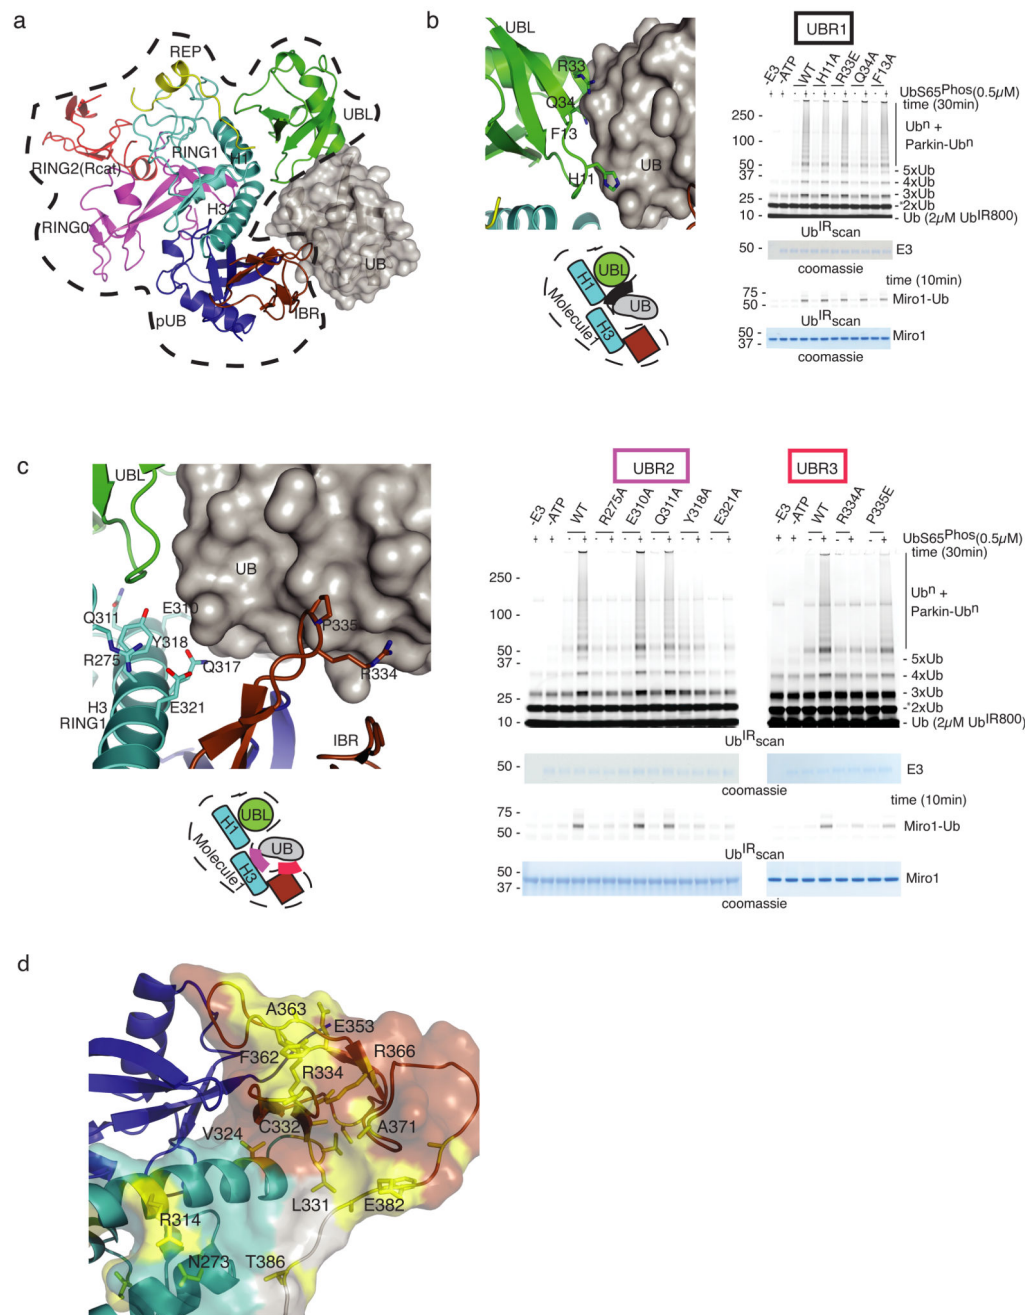 a
REP
UBL
RING1
H1
RING2(Rcat)
H3
RING0
UB
pUB
IBR
b
UBL
R33
Q34
F13
UB
H11
UBL
H1
UB
Molecule1
H3
UBR1
-E3
-ATP
WT
H11A
R33E
Q34A
F13A
+ + - + - + - + - + - +
UbS65Phos(0.5µM)
time (30min)
250 -
150 -
100 -
50 -
37 -
25 -
15 -
10 -
Ubn +
Parkin-Ubn
5xUb
- 4xUb
- 3xUb
-*2xUb
- Ub (2µM UbIR800)
UbIRscan
50 -
E3
coomassie
time (10min)
75 -
50 -
Miro1-Ub
UbIRscan
50 -
37 -
Miro1
coomassie
c
UBL
UB
E310
Q311
Y318
P335
R275
Q317
R334
H3
E321
RING1
IBR
UBL
H1
UB
Molecule1
H3
UBR2
-E3
-ATP
WT
R275A
E310A
Q311A
Y318A
E321A
+ + - + - + - + - + - + - +
UBR3
-E3
-ATP
WT
R334A
P335E
+ + - + - + - +
UbS65Phos(0.5µM)
time (30min)
250 -
100 -
50 -
37 -
25 -
10 -
Ubn +
Parkin-Ubn
- 5xUb
- 4xUb
- 3xUb
-*2xUb
- Ub (2µM UbIR800)
UbIRscan
50 -
E3
coomassie
time (10min)
75 -
50 -
Miro1-Ub
UbIRscan
50 -
37 -
Miro1
coomassie
d
A363
E353
F362
R366
R334
C332
A371
V324
L331
E382
R314
N273
T386